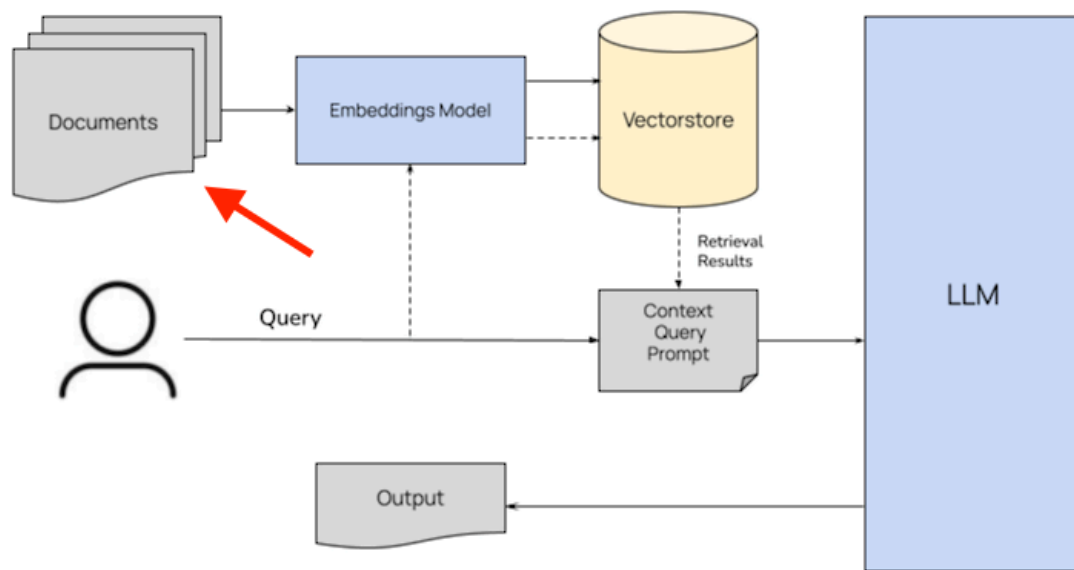 Documents
Embeddings Model
Vectorstore
Retrieval
Results
LLM
Query
Context
Query
Prompt
Output